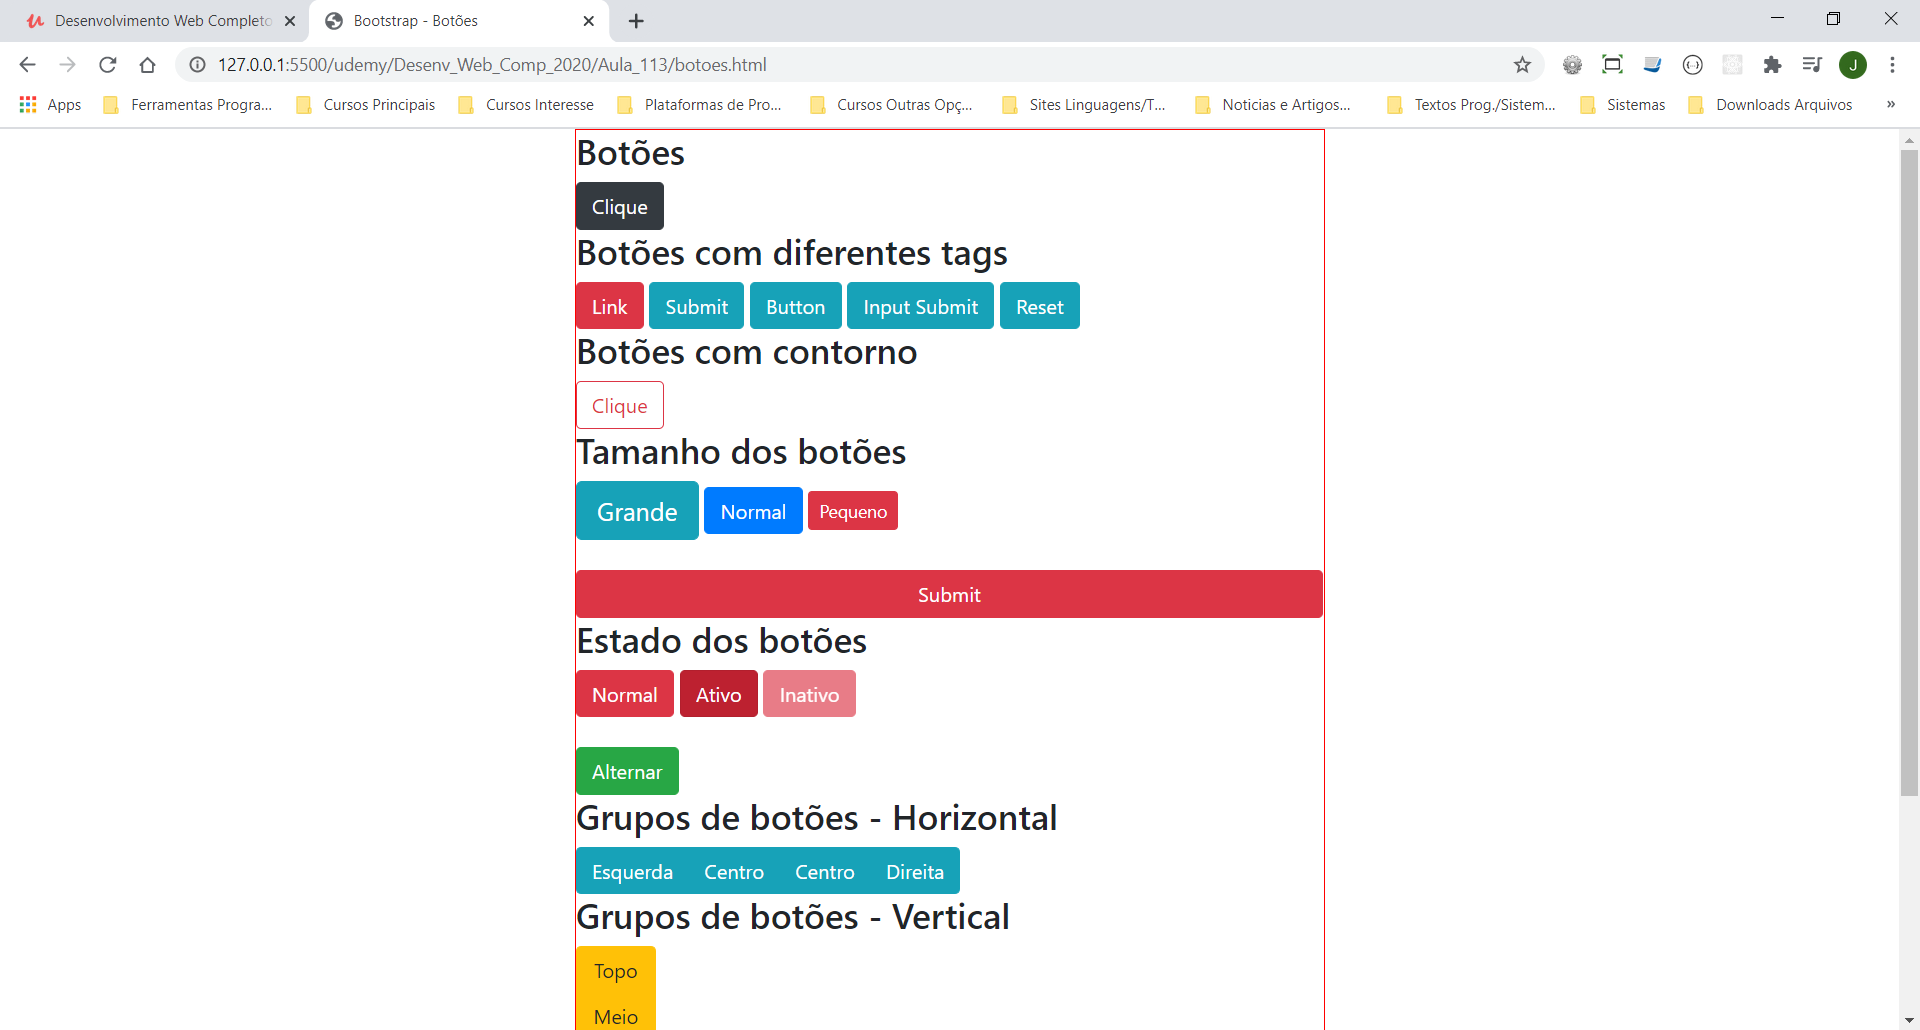 Desenvolvimento Web Completo
Bootstrap - Botões
127.0.0.1:5500/udemy/Desenv_Web_Comp_2020/Aula_113/botoes.html
J
Apps Ferramentas Progra... Cursos Principais Cursos Interesse Plataformas de Pro... Cursos Outras Opç... Sites Linguagens/T... Noticias e Artigos... Textos Prog./Sistem... Sistemas Downloads Arquivos »
Botões
Clique
Botões com diferentes tags
Link Submit Button Input Submit Reset
Botões com contorno
Clique
Tamanho dos botões
Grande Normal Pequeno
Submit
Estado dos botões
Normal Ativo Inativo
Alternar
Grupos de botões - Horizontal
Esquerda Centro Centro Direita
Grupos de botões - Vertical
Topo
Meio